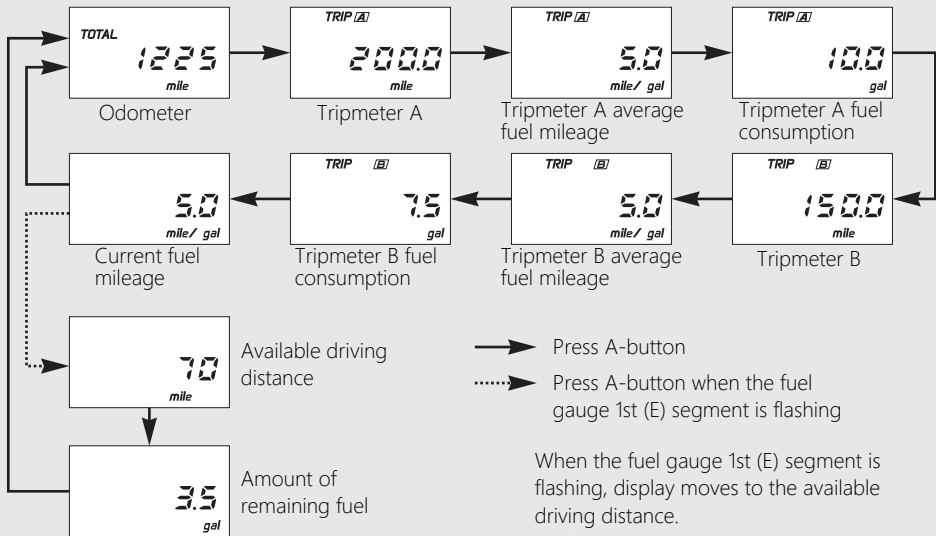 TOTAL
1225
mile
Odometer
TRIP A
200.0
mile
Tripmeter A
TRIP A
5.0
mile/ gal
Tripmeter A average
fuel mileage
TRIP A
10.0
gal
Tripmeter A fuel
consumption
5.0
mile/ gal
Current fuel
mileage
TRIP B
7.5
gal
Tripmeter B fuel
consumption
TRIP B
5.0
mile/ gal
Tripmeter B average
fuel mileage
TRIP B
150.0
mile
Tripmeter B
70
mile
Available driving
distance
3.5
gal
Amount of
remaining fuel
Press A-button
Press A-button when the fuel
gauge 1st (E) segment is flashing
When the fuel gauge 1st (E) segment is
flashing, display moves to the available
driving distance.